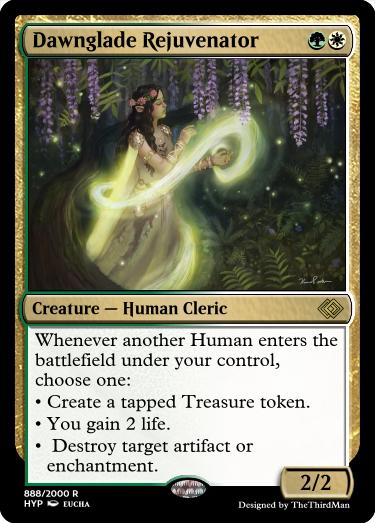 Dawnglade Rejuvenator
Creature — Human Cleric
Whenever another Human enters the
battlefield under your control,
choose one:
• Create a tapped Treasure token.
• You gain 2 life.
• Destroy target artifact or
enchantment.
2/2
888/2000 R
HYP EUCHA
Designed by TheThirdMan